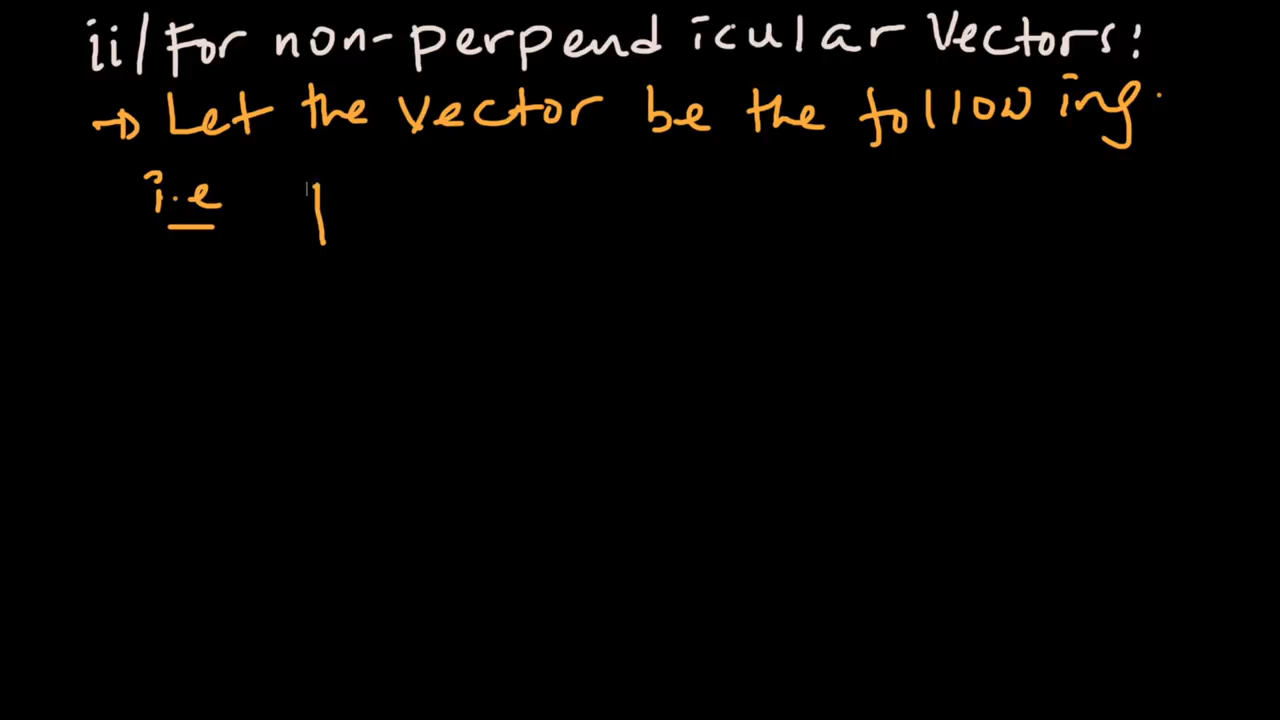 ii/ For non-perpendicular Vectors:
→ Let the vector be the following.
i.e